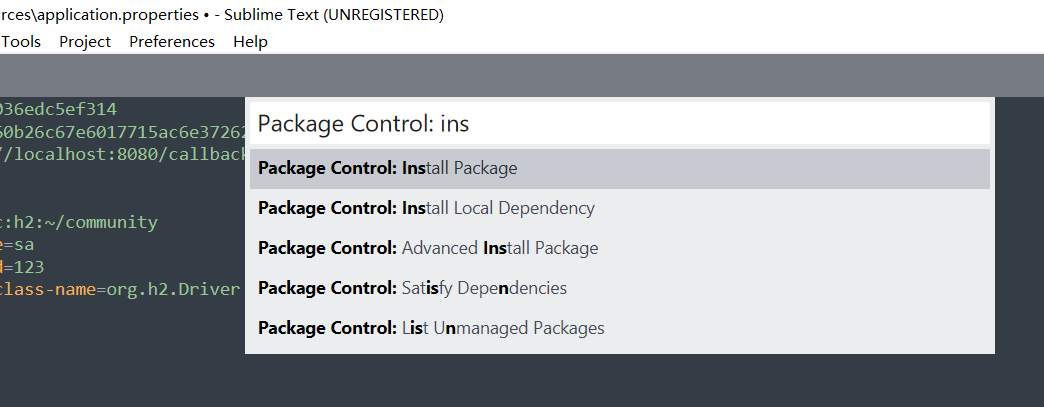 rces\application.properties • - Sublime Text (UNREGISTERED)
Tools Project Preferences Help
036edc5ef314
60b26c67e6017715ac6e37262
//localhost:8080/callback
Package Control: ins
Package Control: Install Package
Package Control: Install Local Dependency
Package Control: Advanced Install Package
Package Control: Satisfy Dependencies
Package Control: List Unmanaged Packages
:h2:~/community
=sa
=123
class-name=org.h2.Driver